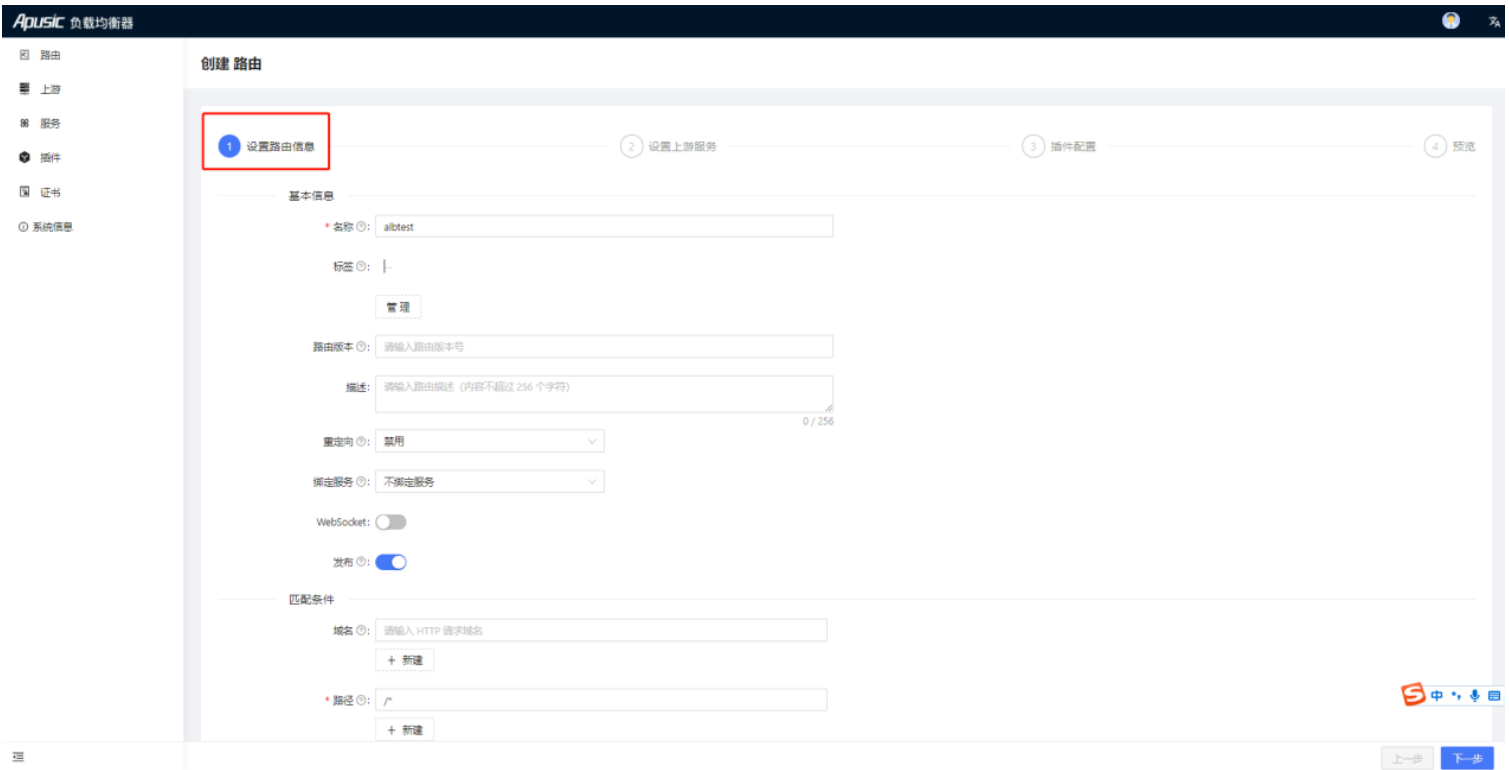 Apusic 负载均衡器
路由
上游
服务
插件
证书
系统信息
创建 路由
1 设置路由信息
2 设置上游服务
3 插件配置
4 预览
基本信息
* 名称 ?: albtest
标签 ?: --
管 理
路由版本 ?: 请输入路由版本号
描述: 请输入路由描述（内容不超过 256 个字符）
0 / 256
重定向 ?: 禁用
绑定服务 ?: 不绑定服务
WebSocket:
发布 ?:
匹配条件
域名 ?: 请输入 HTTP 请求域名
+ 新建
* 路径 ?: /*
+ 新建
中
上一步
下一步